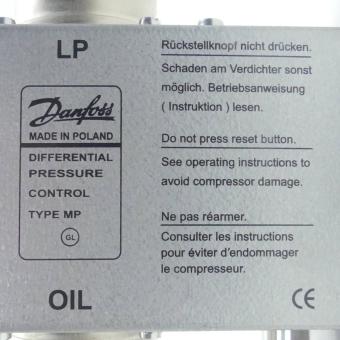 LP
Danfoss
MADE IN POLAND
DIFFERENTIAL
PRESSURE
CONTROL
TYPE MP
GL
OIL
Rückstellknopf nicht drücken.
Schaden am Verdichter sonst
möglich. Betriebsanweisung
( Instruktion ) lesen.
Do not press reset button.
See operating instructions to
avoid compressor damage.
Ne pas réarmer.
Consulter les instructions
pour éviter d'endommager
le compresseur.
CE